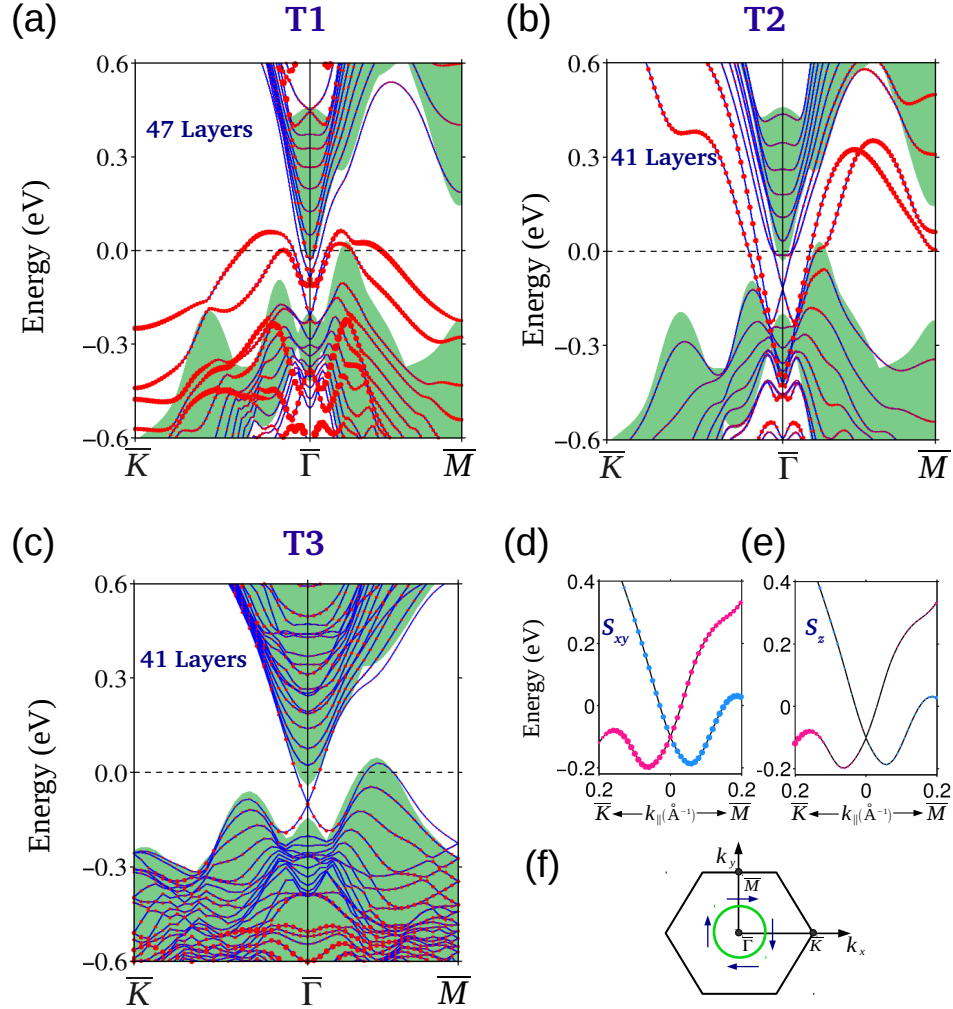 (a) T1
0.6
0.3
0.0
−0.3
−0.6
Energy (eV)
47 Layers
K̅ Γ̅ M̅
(b) T2
0.6
0.3
0.0
−0.3
−0.6
Energy (eV)
41 Layers
K̅ Γ̅ M̅
(c) T3
0.6
0.3
0.0
−0.3
−0.6
Energy (eV)
41 Layers
K̅ Γ̅ M̅
(d)
0.4
0.2
0
−0.2
Energy (eV)
S_xy
0.2 0 0.2
K̅ ◄— k_||(Å⁻¹) —► M̅
(e)
0.4
0.2
0
−0.2
S_z
0.2 0 0.2
K̅ ◄— k_||(Å⁻¹) —► M̅
(f)
k_y
M̅
Γ̅ K̅
k_x